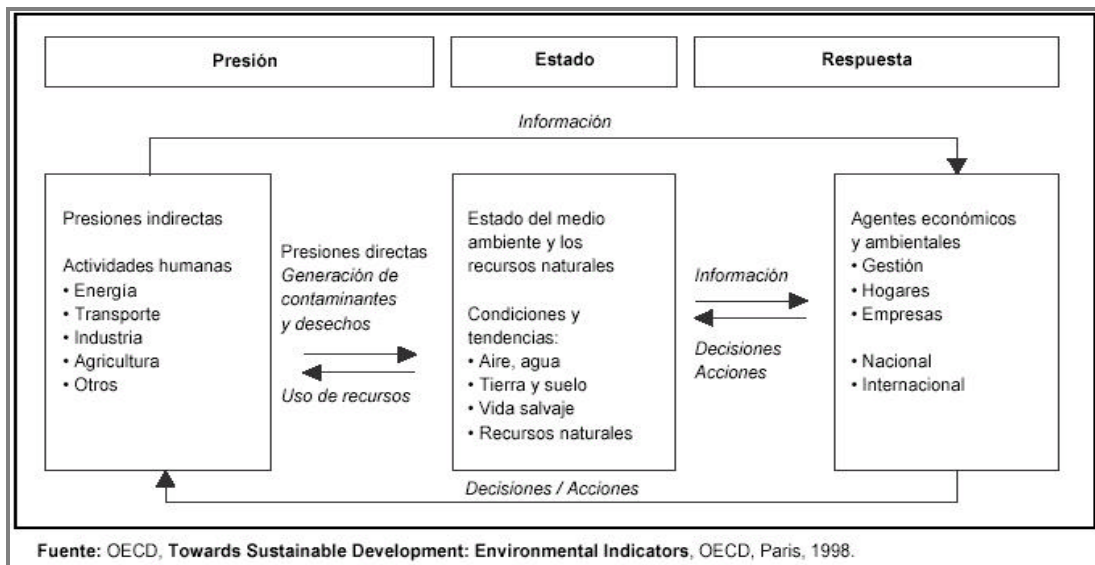 Presión
Estado
Respuesta
Información
Presiones indirectas
Actividades humanas
• Energía
• Transporte
• Industria
• Agricultura
• Otros
Presiones directas
Generación de
contaminantes
y desechos
Uso de recursos
Estado del medio
ambiente y los
recursos naturales
Condiciones y
tendencias:
• Aire, agua
• Tierra y suelo
• Vida salvaje
• Recursos naturales
Información
Decisiones
Acciones
Agentes económicos
y ambientales
• Gestión
• Hogares
• Empresas
• Nacional
• Internacional
Decisiones / Acciones
Fuente: OECD, Towards Sustainable Development: Environmental Indicators, OECD, Paris, 1998.